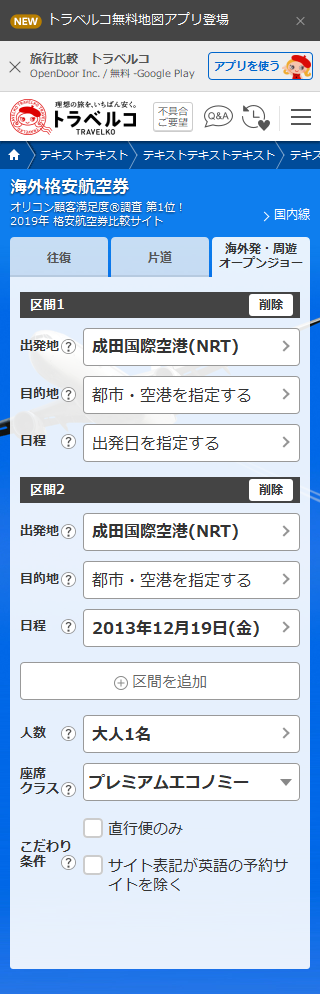 NEW トラベルコ無料地図アプリ登場
旅行比較　トラベルコ
OpenDoor Inc. / 無料 -Google Play
アプリを使う
理想の旅を、いちばん安く。
トラベルコ
TRAVELKO
不具合
ご要望
Q&A
テキストテキスト
テキストテキストテキスト
テキス
海外格安航空券
オリコン顧客満足度®調査 第1位！
2019年 格安航空券比較サイト
国内線
往復
片道
海外発・周遊
オープンジョー
区間1
削除
出発地 ?
成田国際空港(NRT)
目的地 ?
都市・空港を指定する
日程 ?
出発日を指定する
区間2
削除
出発地 ?
成田国際空港(NRT)
目的地 ?
都市・空港を指定する
日程 ?
2013年12月19日(金)
区間を追加
人数 ?
大人1名
座席
クラス ?
プレミアムエコノミー
こだわり
条件 ?
直行便のみ
サイト表記が英語の予約サ
イトを除く